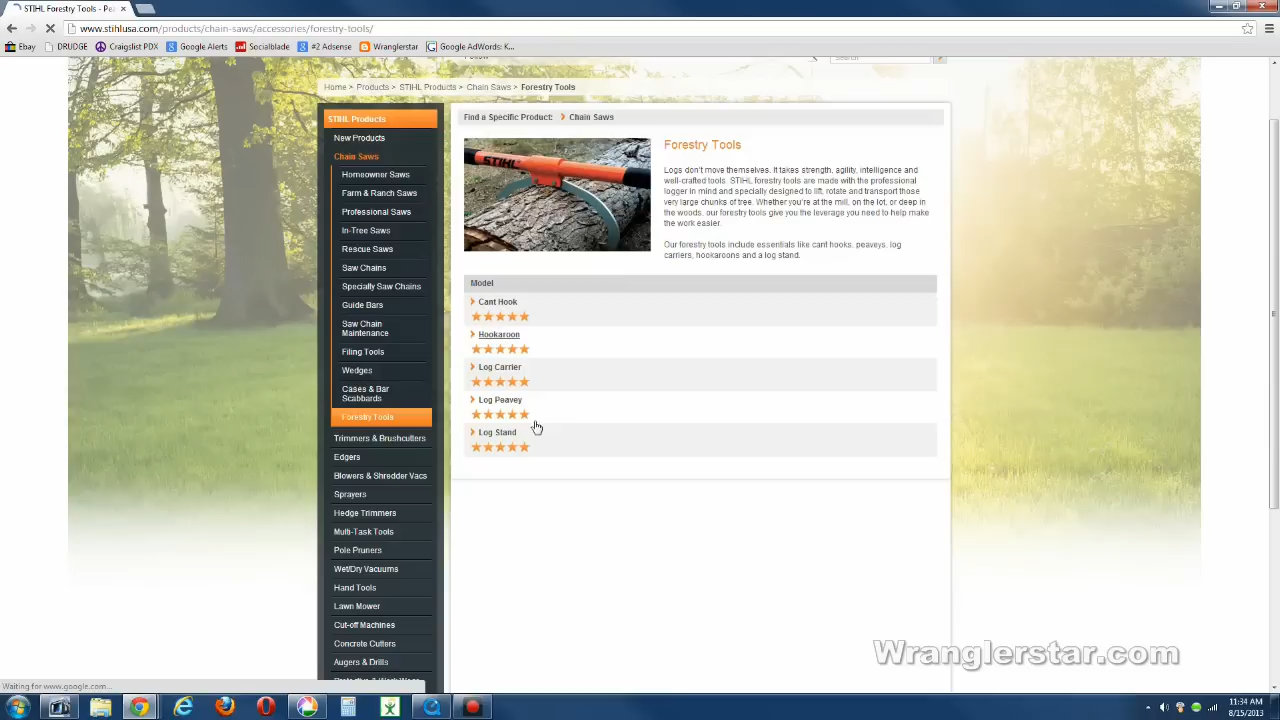 STIHL Forestry Tools - Pea
www.stihlusa.com/products/chain-saws/accessories/forestry-tools/
Ebay DRUDGE Craigslist PDX Google Alerts Socialblade #2 Adsense Wranglerstar Google AdWords: K...
Follow Search
Home > Products > STIHL Products > Chain Saws > Forestry Tools
STIHL Products
New Products
Chain Saws
Homeowner Saws
Farm & Ranch Saws
Professional Saws
In-Tree Saws
Rescue Saws
Saw Chains
Specialty Saw Chains
Guide Bars
Saw Chain
Maintenance
Filing Tools
Wedges
Cases & Bar
Scabbards
Forestry Tools
Trimmers & Brushcutters
Edgers
Blowers & Shredder Vacs
Sprayers
Hedge Trimmers
Multi-Task Tools
Pole Pruners
Wet/Dry Vacuums
Hand Tools
Lawn Mower
Cut-off Machines
Concrete Cutters
Augers & Drills
Find a Specific Product: Chain Saws
STIHL
Forestry Tools
Logs don't move themselves. It takes strength, agility, intelligence and
well-crafted tools. STIHL forestry tools are made with the professional
logger in mind and specially designed to lift, rotate and transport those
very large chunks of tree. Whether you're at the mill, on the lot, or deep in
the woods, our forestry tools give you the leverage you need to help make
the work easier.
Our forestry tools include essentials like cant hooks, peaveys, log
carriers, hookaroons and a log stand.
Model
Cant Hook
Hookaroon
Log Carrier
Log Peavey
Log Stand
Wranglerstar.com
Waiting for www.google.com...
11:34 AM
8/15/2013